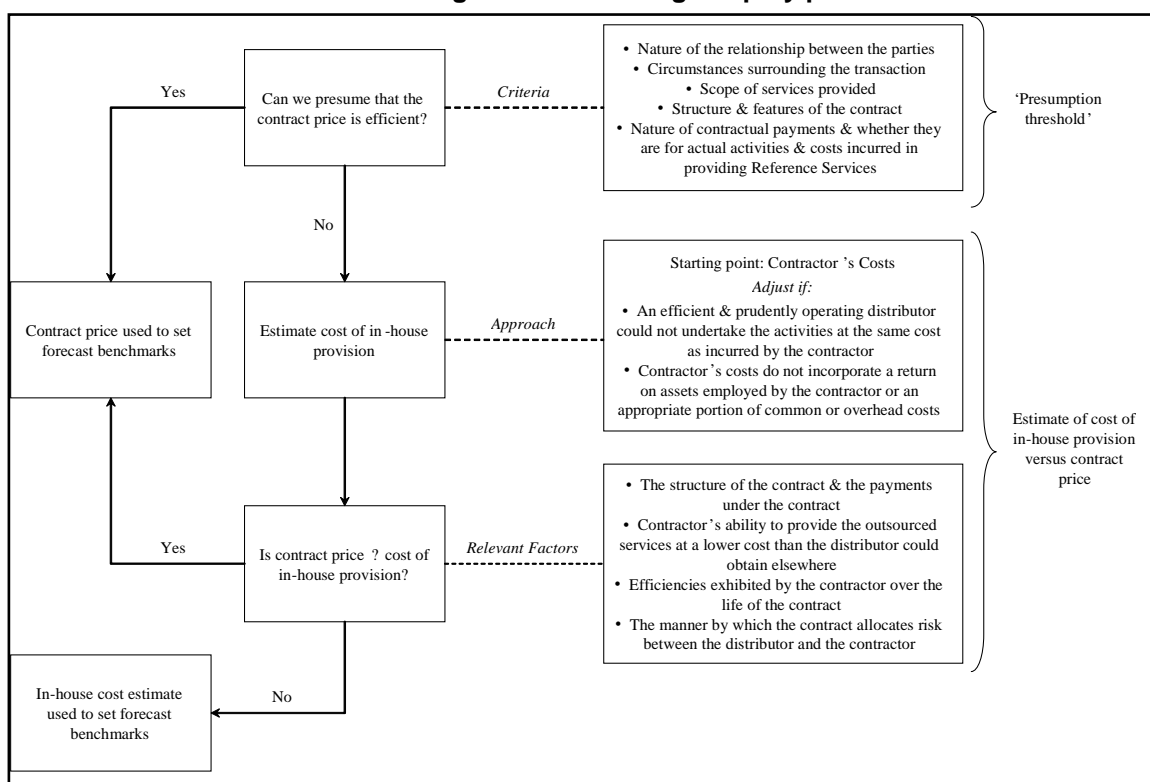 Yes
Can we presume that the
contract price is efficient?
Criteria
• Nature of the relationship between the parties
• Circumstances surrounding the transaction
• Scope of services provided
• Structure & features of the contract
• Nature of contractual payments & whether they
are for actual activities & costs incurred in
providing Reference Services
‘Presumption
threshold’
No
Contract price used to set
forecast benchmarks
Estimate cost of in -house
provision
Approach
Starting point: Contractor ’s Costs
Adjust if:
• An efficient & prudently operating distributor
could not undertake the activities at the same cost
as incurred by the contractor
• Contractor’s costs do not incorporate a return
on assets employed by the contractor or an
appropriate portion of common or overhead costs
Estimate of cost of
in-house provision
versus contract
price
Yes
Is contract price ? cost of
in-house provision?
Relevant Factors
• The structure of the contract & the payments
under the contract
• Contractor’s ability to provide the outsourced
services at a lower cost than the distributor could
obtain elsewhere
• Efficiencies exhibited by the contractor over the
life of the contract
• The manner by which the contract allocates risk
between the distributor and the contractor
No
In-house cost estimate
used to set forecast
benchmarks